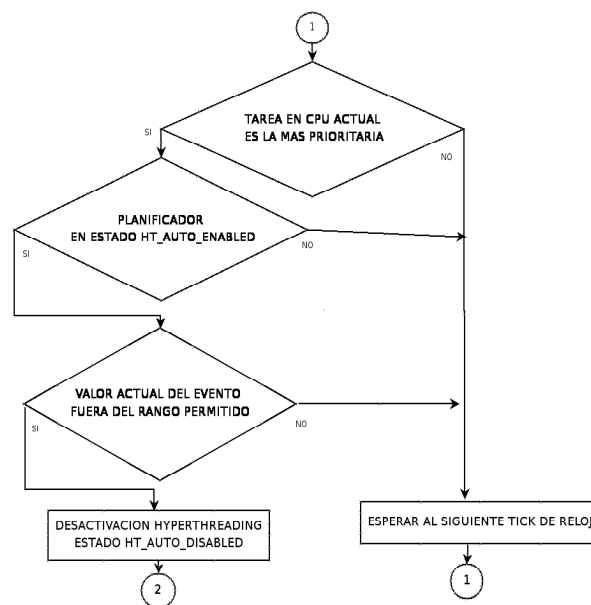 1
TAREA EN CPU ACTUAL
ES LA MAS PRIORITARIA
SI
NO
PLANIFICADOR
EN ESTADO HT_AUTO_ENABLED
SI
NO
VALOR ACTUAL DEL EVENTO
FUERA DEL RANGO PERMITIDO
SI
NO
DESACTIVACION HYPERTHREADING
ESTADO HT_AUTO_DISABLED
ESPERAR AL SIGUIENTE TICK DE RELOJ
2
1